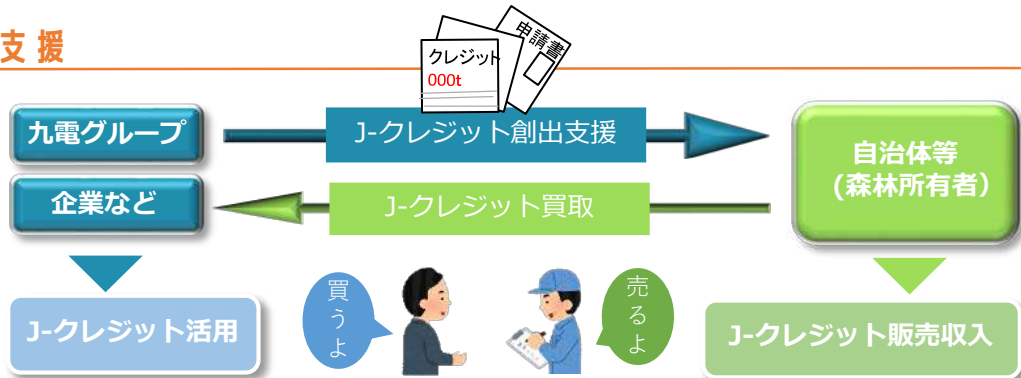 支援
クレジット
000t
申請書
九電グループ
J-クレジット創出支援
自治体等
(森林所有者）
企業など
J-クレジット買取
買うよ
売るよ
J-クレジット活用
J-クレジット販売収入